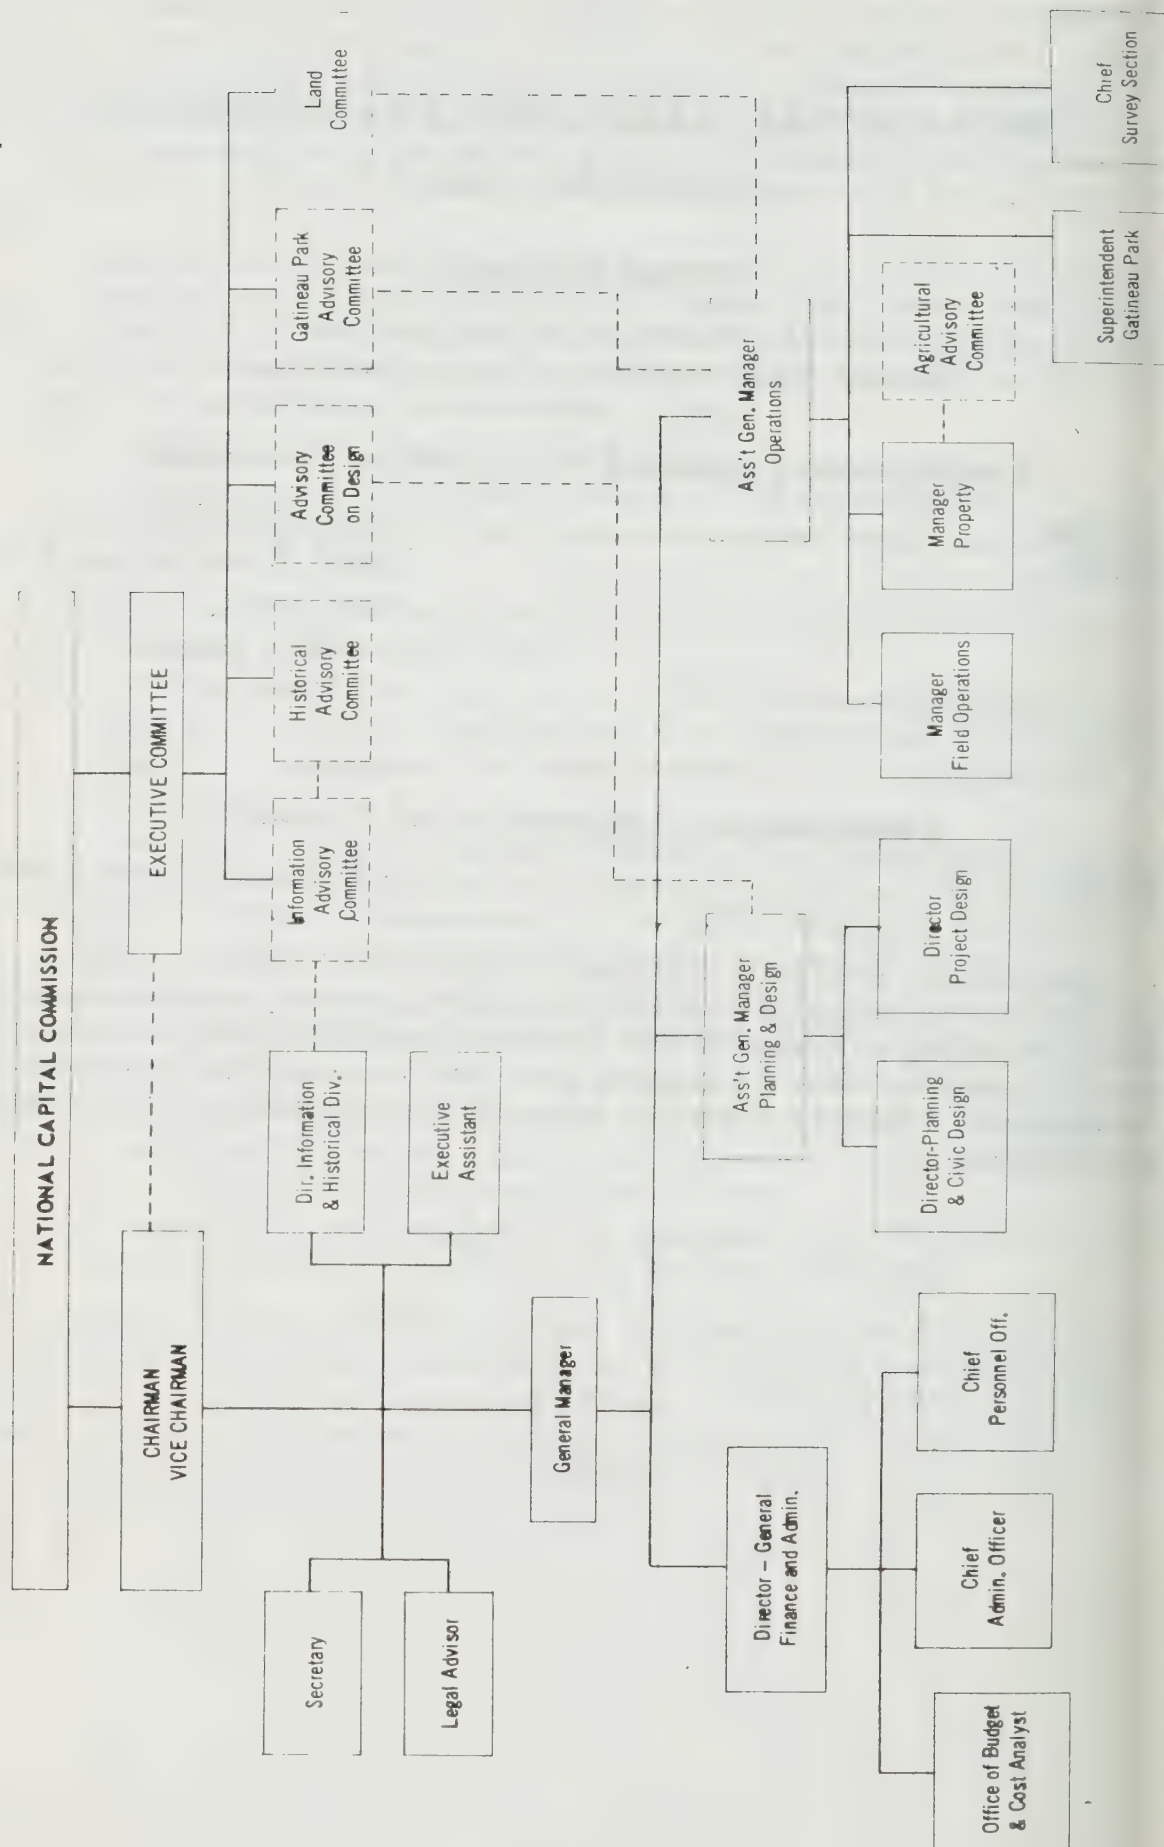 NATIONAL CAPITAL COMMISSION
CHAIRMAN
VICE CHAIRMAN
EXECUTIVE COMMITTEE
Secretary
Legal Advisor
Dir. Information
& Historical Div.
Executive
Assistant
Information
Advisory
Committee
Historical
Advisory
Committee
Advisory
Committee
on Design
Gatineau Park
Advisory
Committee
Land
Committee
General Manager
Director – General
Finance and Admin.
Ass't Gen. Manager
Planning & Design
Ass't Gen. Manager
Operations
Office of Budget
& Cost Analyst
Chief
Admin. Officer
Chief
Personnel Off.
Director-Planning
& Civic Design
Director
Project Design
Manager
Field Operations
Manager
Property
Agricultural
Advisory
Committee
Superintendent
Gatineau Park
Chief
Survey Section